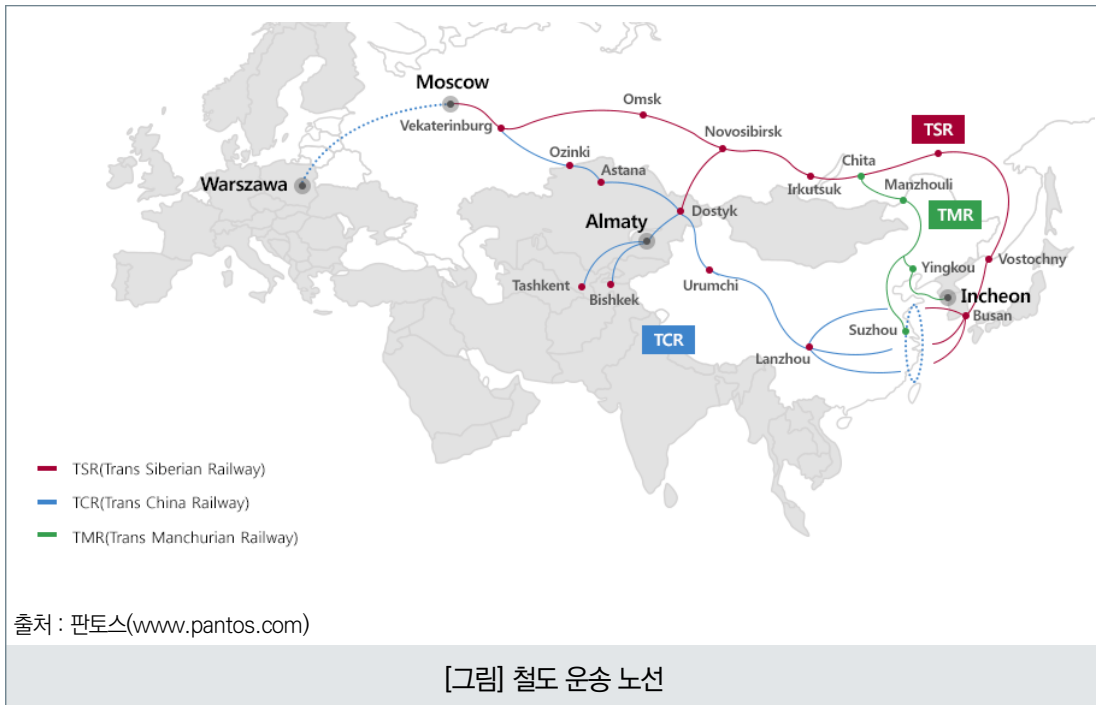 Moscow
Omsk
Vekaterinburg
Novosibirsk
TSR
Ozinki
Chita
Astana
Irkutsuk
Manzhouli
Warszawa
TMR
Dostyk
Almaty
Vostochny
Yingkou
Urumchi
Tashkent
Bishkek
Incheon
Busan
Suzhou
TCR
Lanzhou
TSR(Trans Siberian Railway)
TCR(Trans China Railway)
TMR(Trans Manchurian Railway)
출처 : 판토스(www.pantos.com)
[그림] 철도 운송 노선